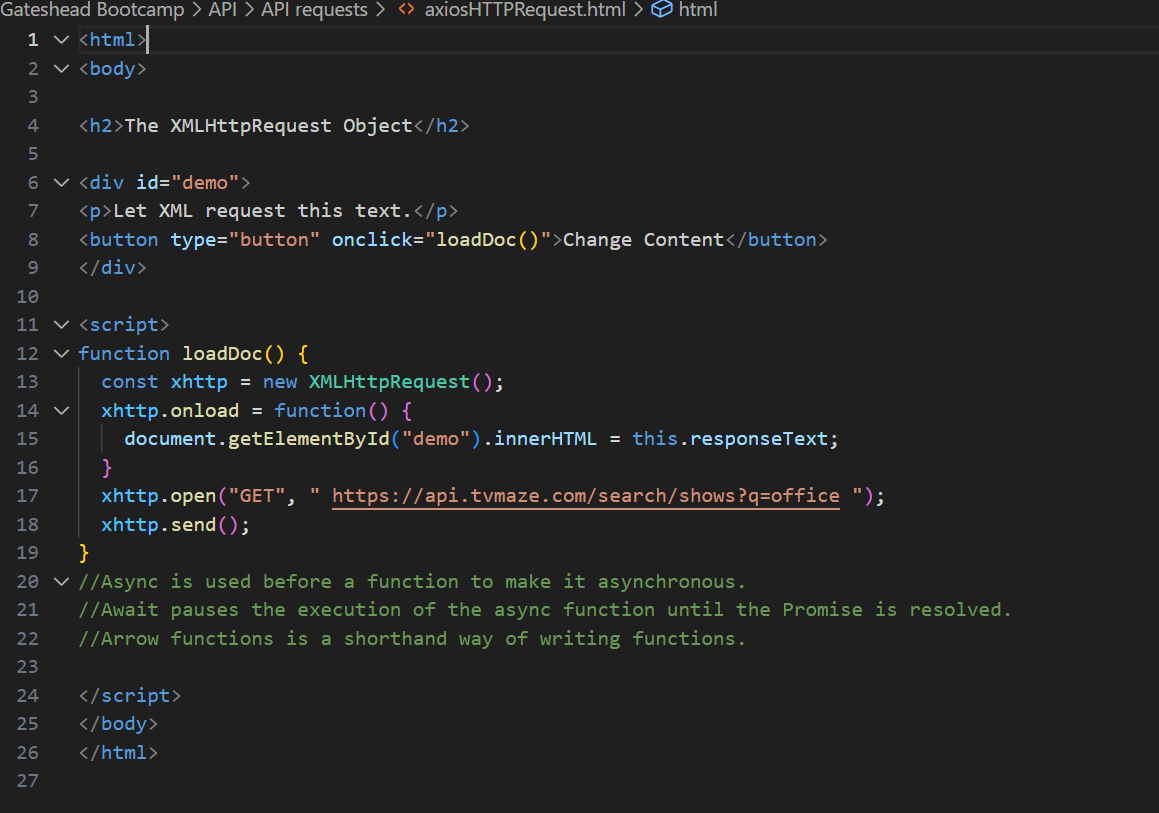 Gateshead Bootcamp > API > API requests > <> axiosHTTPRequest.html > html
1 <html>
2 <body>
3
4 <h2>The XMLHttpRequest Object</h2>
5
6 <div id="demo">
7 <p>Let XML request this text.</p>
8 <button type="button" onclick="loadDoc()">Change Content</button>
9 </div>
10
11 <script>
12 function loadDoc() {
13   const xhttp = new XMLHttpRequest();
14   xhttp.onload = function() {
15     document.getElementById("demo").innerHTML = this.responseText;
16   }
17   xhttp.open("GET", " https://api.tvmaze.com/search/shows?q=office ");
18   xhttp.send();
19 }
20 //Async is used before a function to make it asynchronous.
21 //Await pauses the execution of the async function until the Promise is resolved.
22 //Arrow functions is a shorthand way of writing functions.
23
24 </script>
25 </body>
26 </html>
27